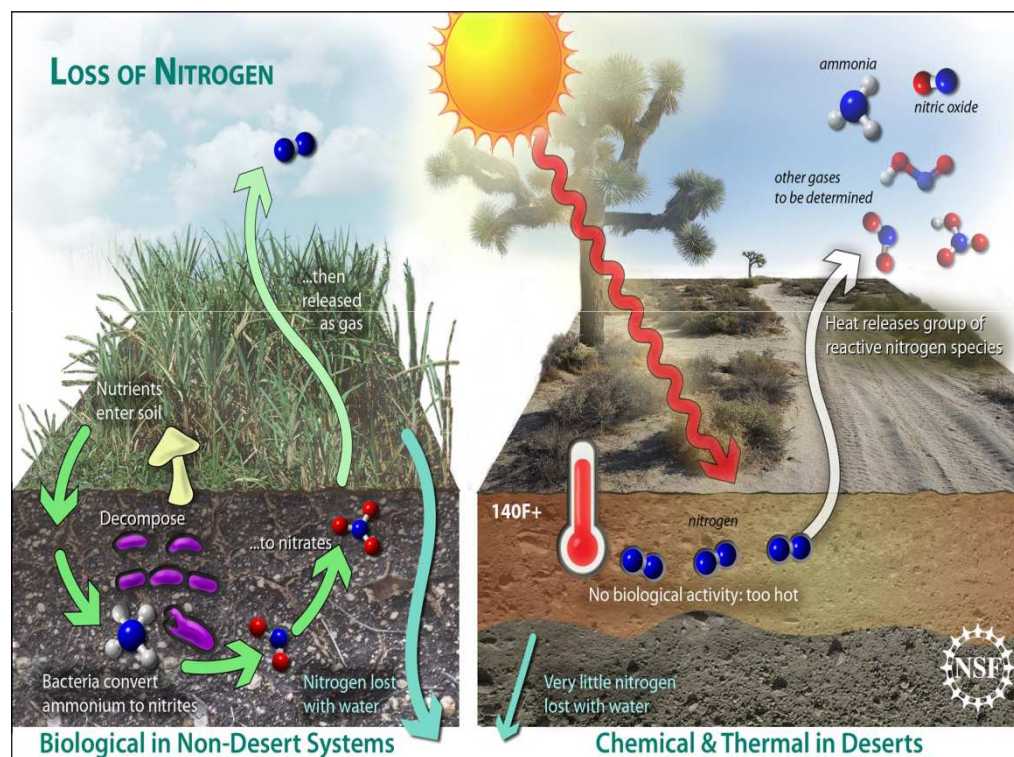 LOSS OF NITROGEN
...then
released
as gas
Nutrients
enter soil
Decompose
...to nitrates
Bacteria convert
ammonium to nitrites
Nitrogen lost
with water
Biological in Non-Desert Systems
ammonia
nitric oxide
other gases
to be determined
Heat releases group of
reactive nitrogen species
140F+
nitrogen
No biological activity: too hot
Very little nitrogen
lost with water
NSF
Chemical & Thermal in Deserts